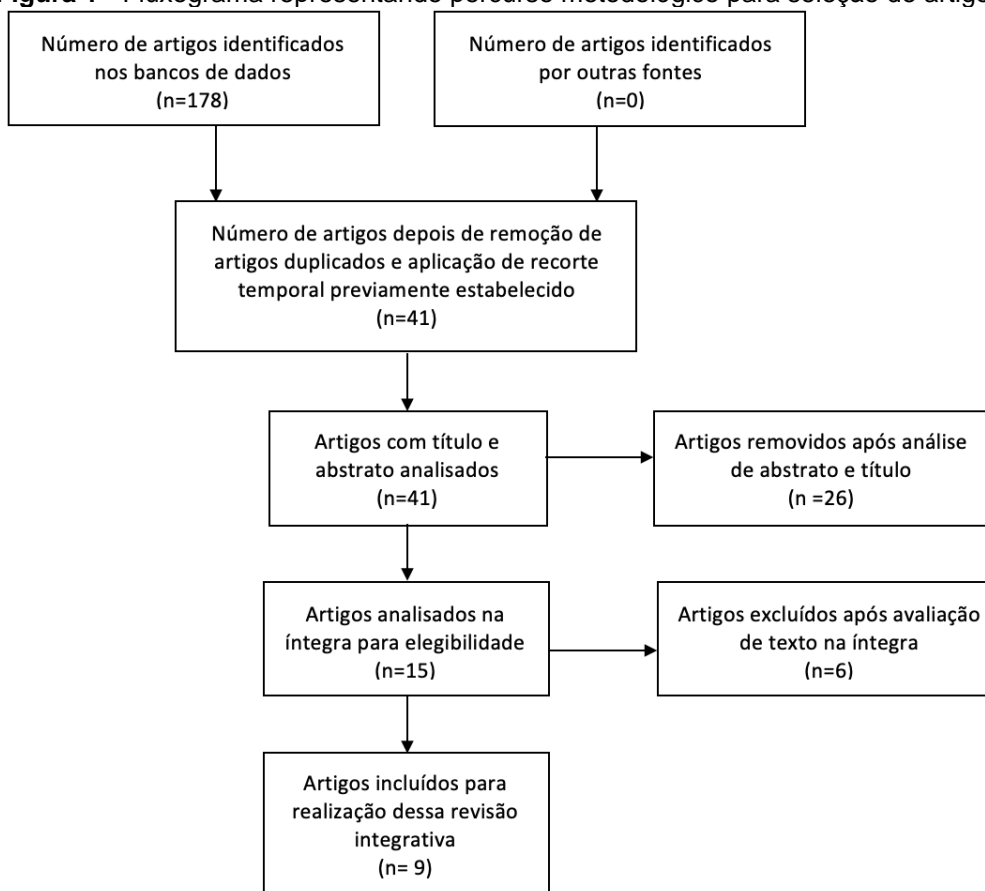 Figura 1 - Fluxograma representando percurso metodológico para seleção de artigo
Número de artigos identificados
nos bancos de dados
(n=178)
Número de artigos identificados
por outras fontes
(n=0)
Número de artigos depois de remoção de
artigos duplicados e aplicação de recorte
temporal previamente estabelecido
(n=41)
Artigos com título e
abstrato analisados
(n=41)
Artigos removidos após análise
de abstrato e título
(n =26)
Artigos analisados na
íntegra para elegibilidade
(n=15)
Artigos excluídos após avaliação
de texto na íntegra
(n=6)
Artigos incluídos para
realização dessa revisão
integrativa
(n= 9)